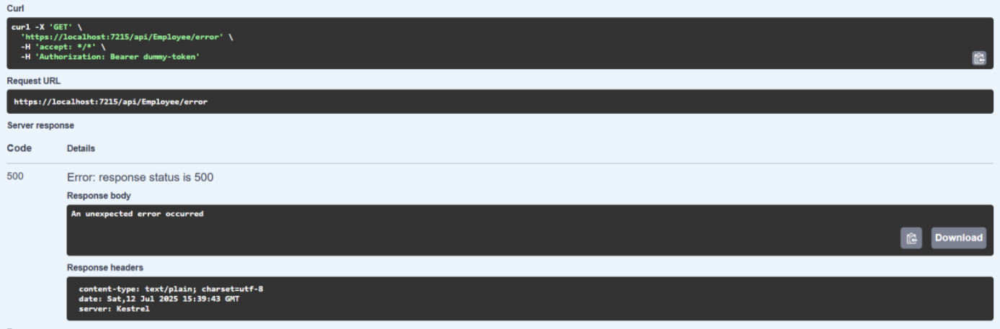 Curl
curl -X 'GET' \
  'https://localhost:7215/api/Employee/error' \
  -H 'accept: */*' \
  -H 'Authorization: Bearer dummy-token'
Request URL
https://localhost:7215/api/Employee/error
Server response
Code Details
500 Error: response status is 500
Response body
An unexpected error occurred
Download
Response headers
content-type: text/plain; charset=utf-8
date: Sat,12 Jul 2025 15:39:43 GMT
server: Kestrel